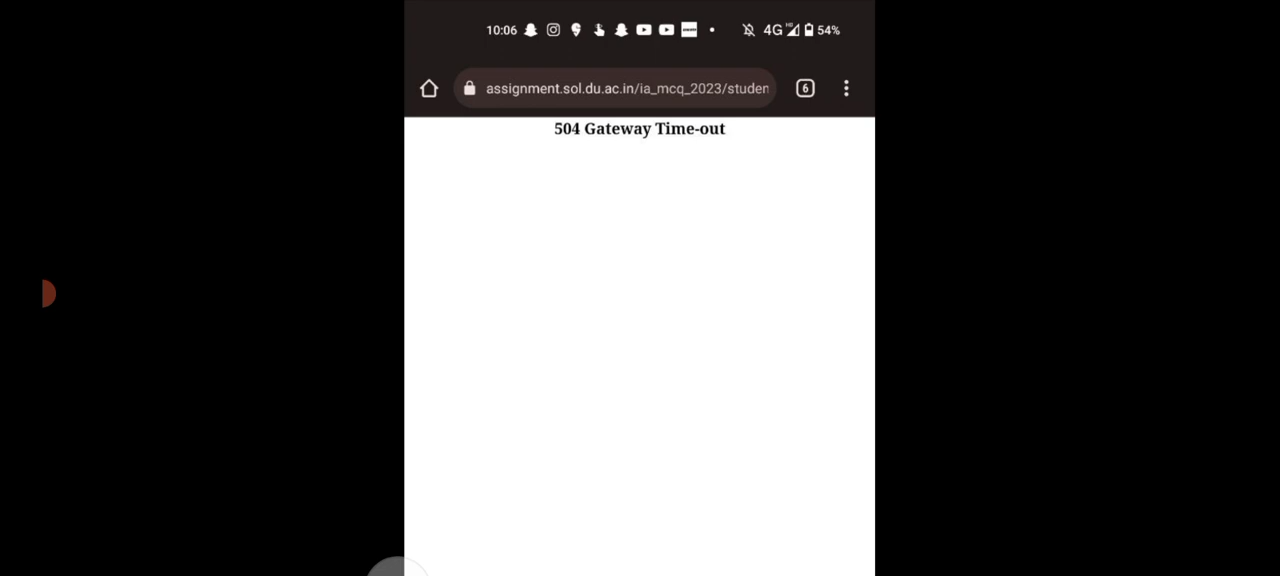 10:06 4G 54%
assignment.sol.du.ac.in/ia_mcq_2023/studen 6
504 Gateway Time-out